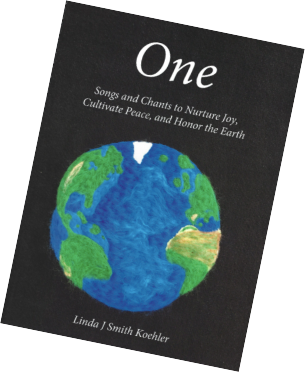 One
Songs and Chants to Nurture Joy,
Cultivate Peace, and Honor the Earth
Linda J Smith Koehler